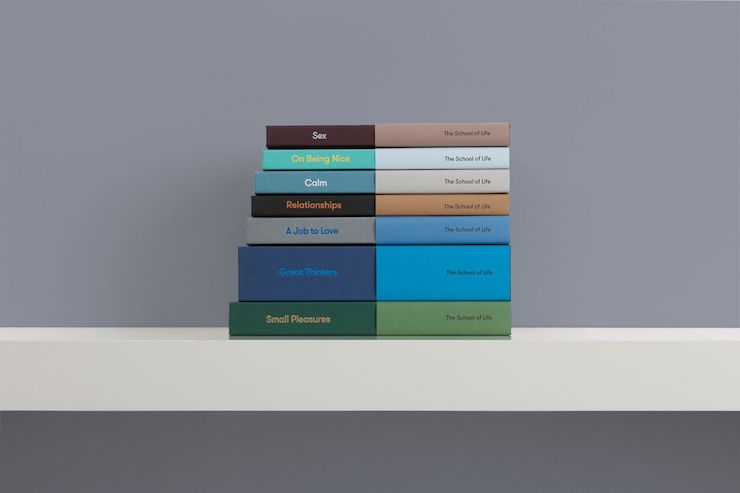 Sex The School of Life
On Being Nice The School of Life
Calm The School of Life
Relationships The School of Life
A Job to Love The School of Life
Great Thinkers The School of Life
Small Pleasures The School of Life